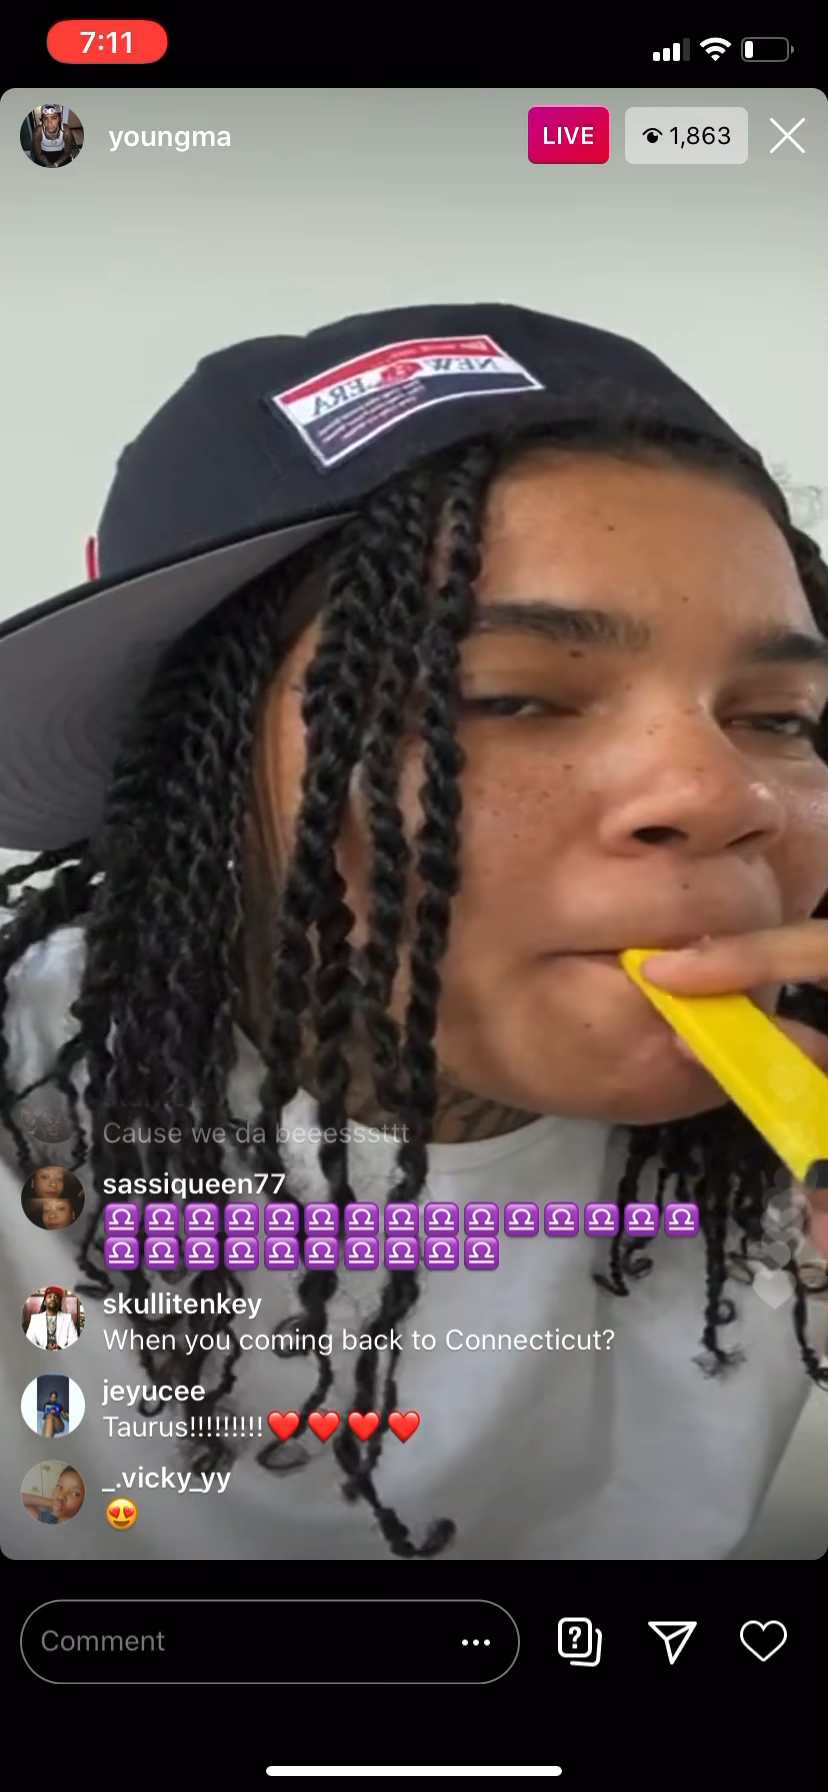 7:11
youngma
LIVE
1,863
NEW ERA
Cause we da beeesssttt
sassiqueen77
♎♎♎♎♎♎♎♎♎♎♎♎♎♎♎
♎♎♎♎♎♎♎♎♎♎
skullitenkey
When you coming back to Connecticut?
jeyucee
Taurus!!!!!!!!!❤️❤️❤️❤️
_.vicky_yy
😍
Comment